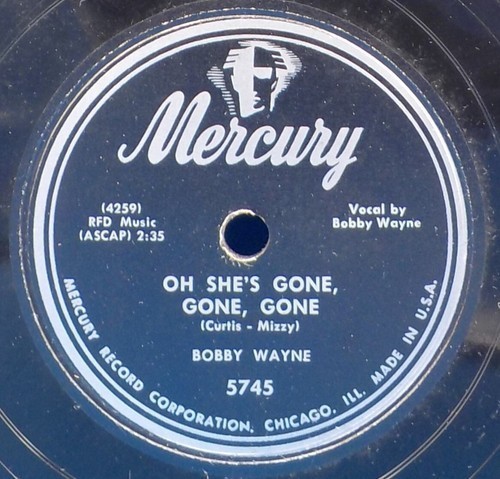 Mercury
(4259)
RFD Music
(ASCAP) 2:35
Vocal by
Bobby Wayne
OH SHE'S GONE,
GONE, GONE
(Curtis - Mizzy)
BOBBY WAYNE
5745
MERCURY RECORD CORPORATION, CHICAGO, ILL. MADE IN U.S.A.